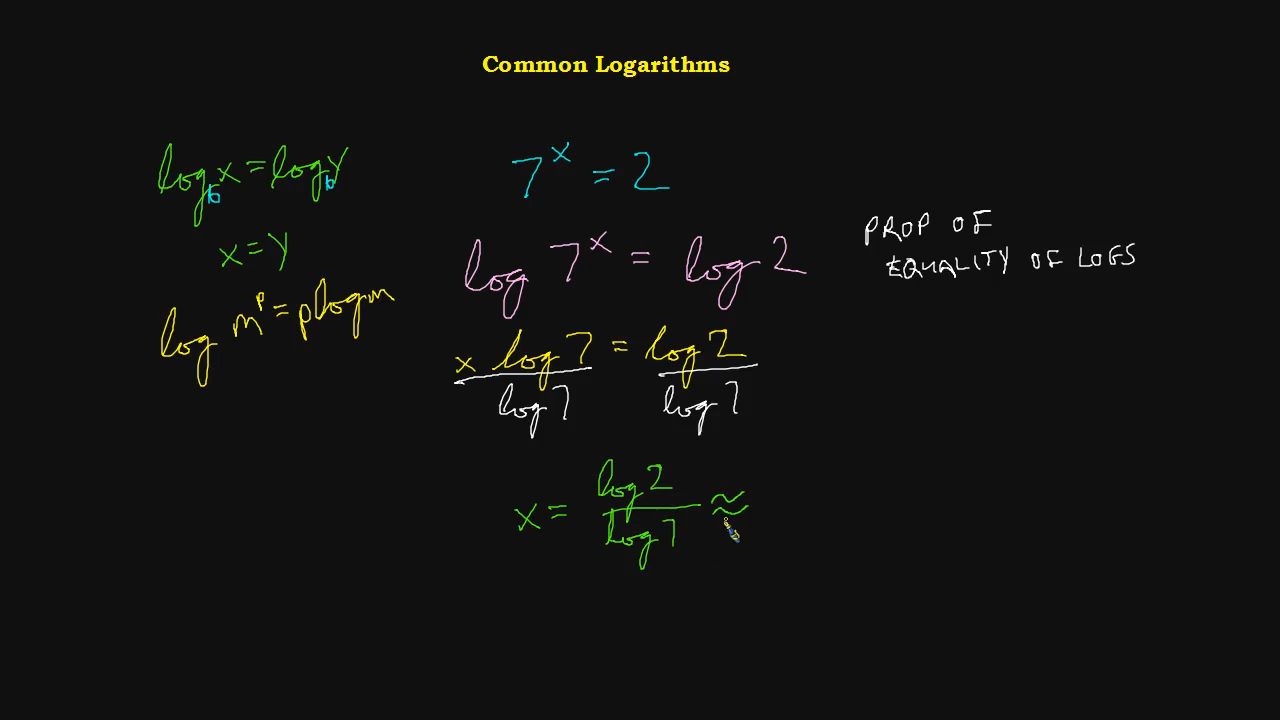 Common Logarithms
log_b x = log_b y
x = y
log m^p = p log m
7^x = 2
log 7^x = log 2
PROP OF
EQUALITY OF LOGS
x log 7 = log 2
log 7 log 7
x = log 2 ≈
log 7